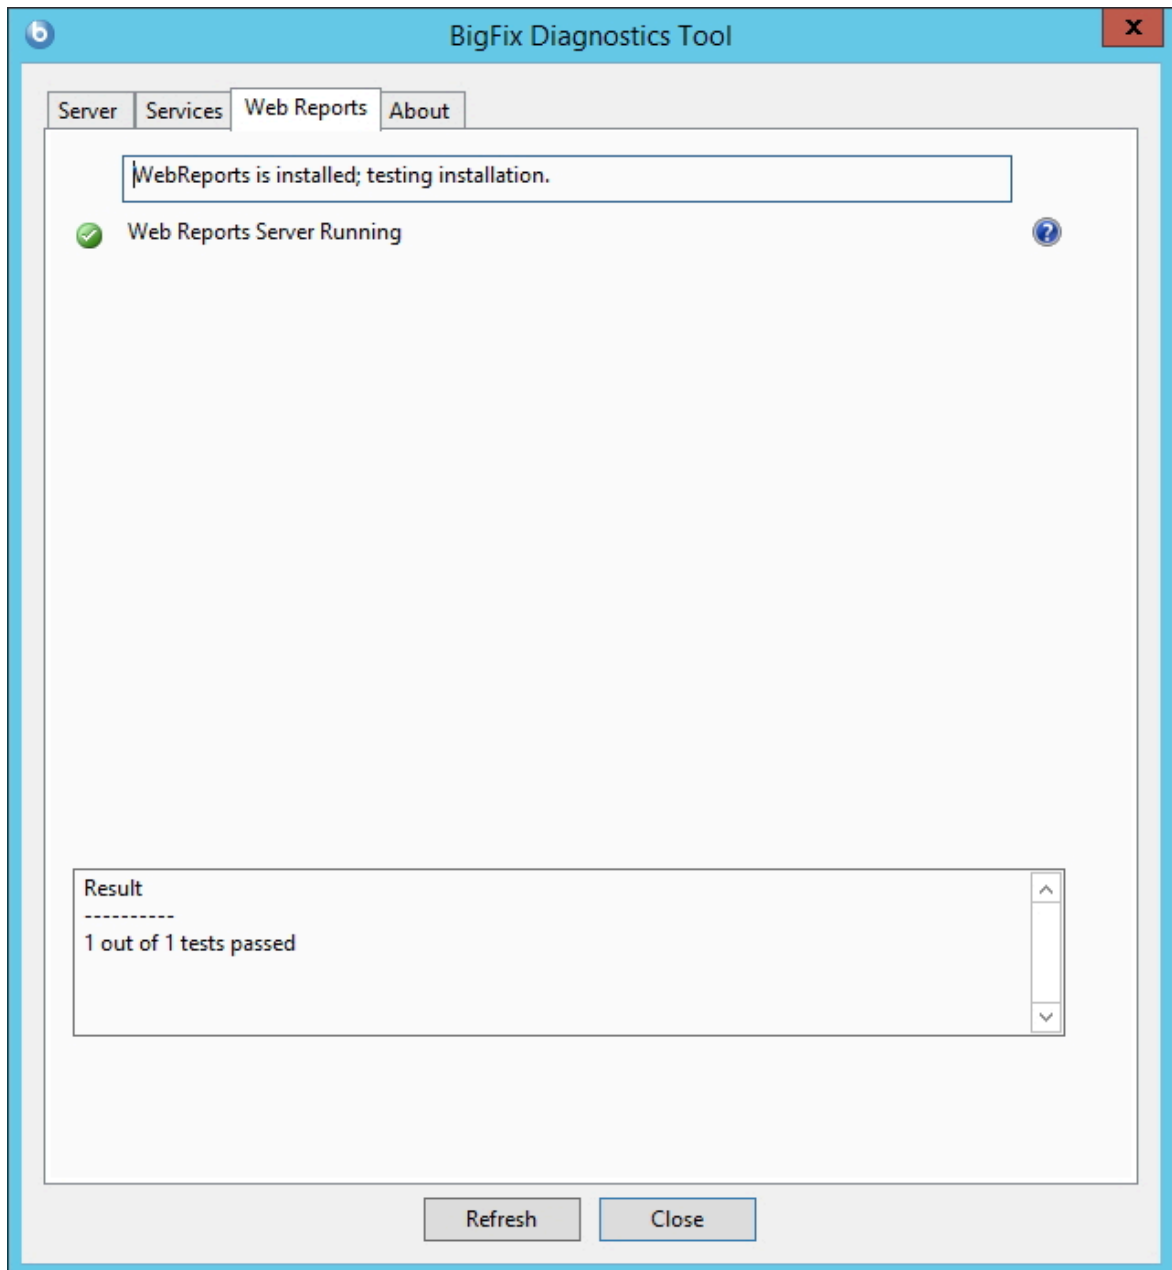 BigFix Diagnostics Tool
Server Services Web Reports About
WebReports is installed; testing installation.
Web Reports Server Running
Result
----------
1 out of 1 tests passed
Refresh Close